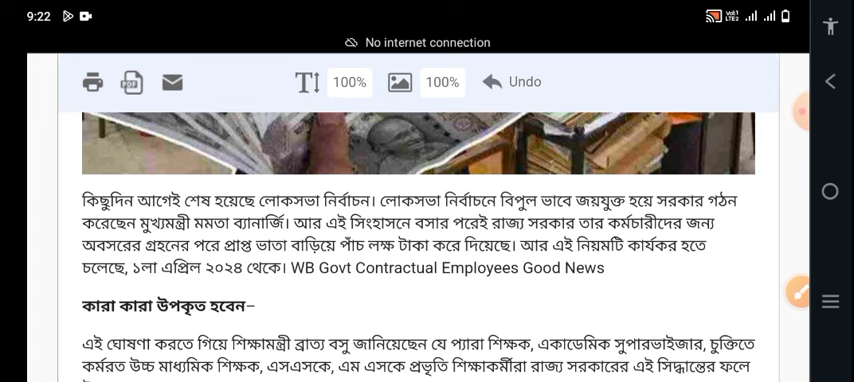 9:22
Vo1 LTE2
No internet connection
PDF
100%
100%
Undo
কিছুদিন আগেই শেষ হয়েছে লোকসভা নির্বাচন। লোকসভা নির্বাচনে বিপুল ভাবে জয়যুক্ত হয়ে সরকার গঠন
করেছেন মুখ্যমন্ত্রী মমতা ব্যানার্জি। আর এই সিংহাসনে বসার পরেই রাজ্য সরকার তার কর্মচারীদের জন্য
অবসরের গ্রহনের পরে প্রাপ্ত ভাতা বাড়িয়ে পাঁচ লক্ষ টাকা করে দিয়েছে। আর এই নিয়মটি কার্যকর হতে
চলেছে, ১লা এপ্রিল ২০২৪ থেকে। WB Govt Contractual Employees Good News
কারা কারা উপকৃত হবেন–
এই ঘোষণা করতে গিয়ে শিক্ষামন্ত্রী ব্রাত্য বসু জানিয়েছেন যে প্যারা শিক্ষক, একাডেমিক সুপারভাইজার, চুক্তিতে
কর্মরত উচ্চ মাধ্যমিক শিক্ষক, এসএসকে, এম এসকে প্রভৃতি শিক্ষাকর্মীরা রাজ্য সরকারের এই সিদ্ধান্তের ফলে